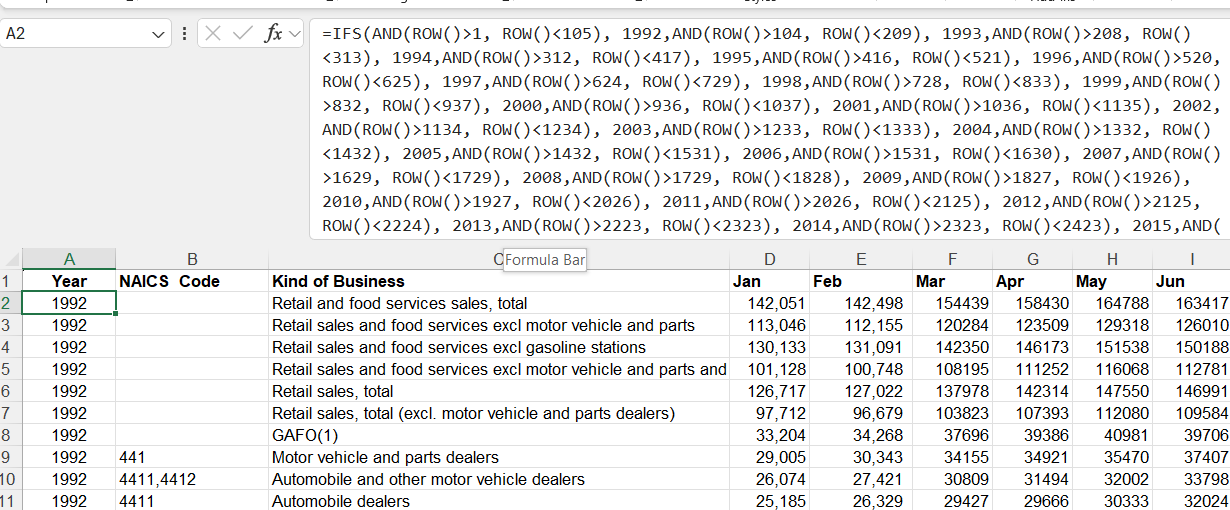 A2
fx
=IFS(AND(ROW()>1, ROW()<105), 1992,AND(ROW()>104, ROW()<209), 1993,AND(ROW()>208, ROW()
<313), 1994,AND(ROW()>312, ROW()<417), 1995,AND(ROW()>416, ROW()<521), 1996,AND(ROW()>520,
ROW()<625), 1997,AND(ROW()>624, ROW()<729), 1998,AND(ROW()>728, ROW()<833), 1999,AND(ROW()
>832, ROW()<937), 2000,AND(ROW()>936, ROW()<1037), 2001,AND(ROW()>1036, ROW()<1135), 2002,
AND(ROW()>1134, ROW()<1234), 2003,AND(ROW()>1233, ROW()<1333), 2004,AND(ROW()>1332, ROW()
<1432), 2005,AND(ROW()>1432, ROW()<1531), 2006,AND(ROW()>1531, ROW()<1630), 2007,AND(ROW()
>1629, ROW()<1729), 2008,AND(ROW()>1729, ROW()<1828), 2009,AND(ROW()>1827, ROW()<1926),
2010,AND(ROW()>1927, ROW()<2026), 2011,AND(ROW()>2026, ROW()<2125), 2012,AND(ROW()>2125,
ROW()<2224), 2013,AND(ROW()>2223, ROW()<2323), 2014,AND(ROW()>2323, ROW()<2423), 2015,AND(
A B C Formula Bar D E F G H I
1 Year NAICS Code Kind of Business Jan Feb Mar Apr May Jun
2 1992 Retail and food services sales, total 142,051 142,498 154439 158430 164788 163417
3 1992 Retail sales and food services excl motor vehicle and parts 113,046 112,155 120284 123509 129318 126010
4 1992 Retail sales and food services excl gasoline stations 130,133 131,091 142350 146173 151538 150188
5 1992 Retail sales and food services excl motor vehicle and parts and 101,128 100,748 108195 111252 116068 112781
6 1992 Retail sales, total 126,717 127,022 137978 142314 147550 146991
7 1992 Retail sales, total (excl. motor vehicle and parts dealers) 97,712 96,679 103823 107393 112080 109584
8 1992 GAFO(1) 33,204 34,268 37696 39386 40981 39706
9 1992 441 Motor vehicle and parts dealers 29,005 30,343 34155 34921 35470 37407
10 1992 4411,4412 Automobile and other motor vehicle dealers 26,074 27,421 30809 31494 32002 33798
11 1992 4411 Automobile dealers 25,185 26,329 29427 29666 30333 32024